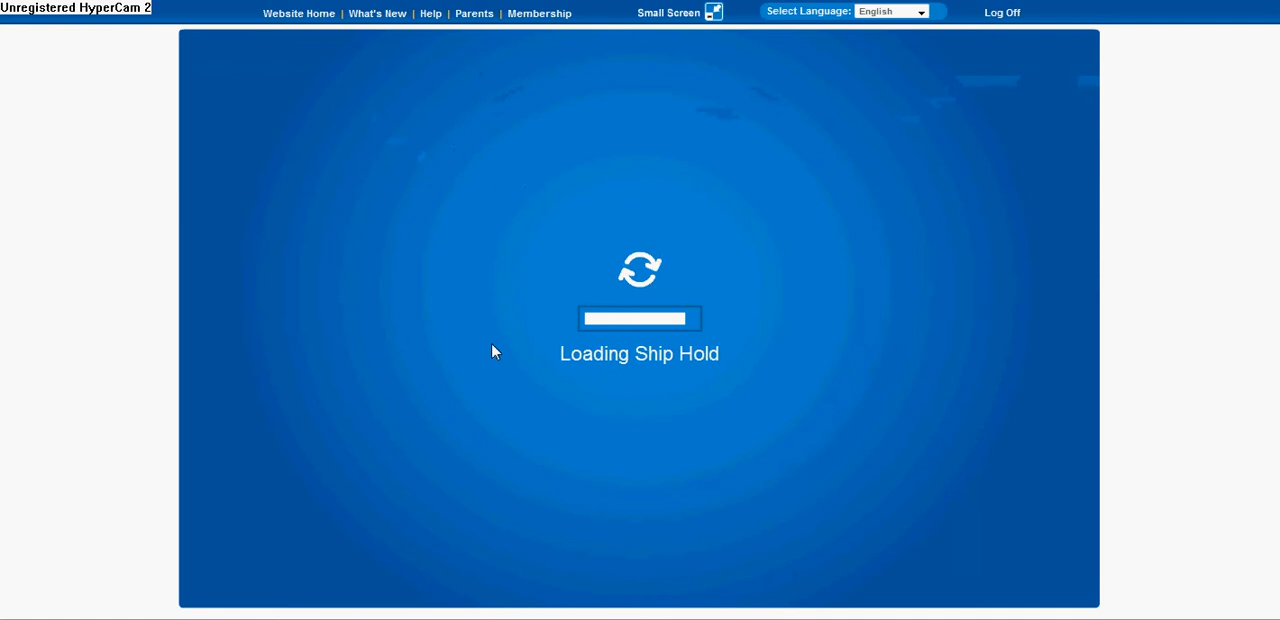 Unregistered HyperCam 2
Website Home | What's New | Help | Parents | Membership Small Screen Select Language: English Log Off
Loading Ship Hold